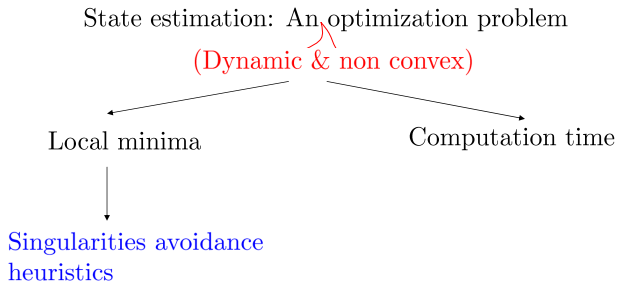 State estimation: An optimization problem
(Dynamic & non convex)
Local minima
Computation time
Singularities avoidance
heuristics